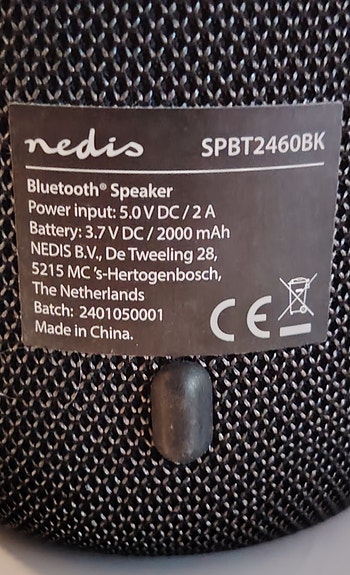 nedis SPBT2460BK
Bluetooth® Speaker
Power input: 5.0 V DC / 2 A
Battery: 3.7 V DC / 2000 mAh
NEDIS B.V., De Tweeling 28,
5215 MC 's-Hertogenbosch,
The Netherlands
Batch: 2401050001
Made in China.
CE